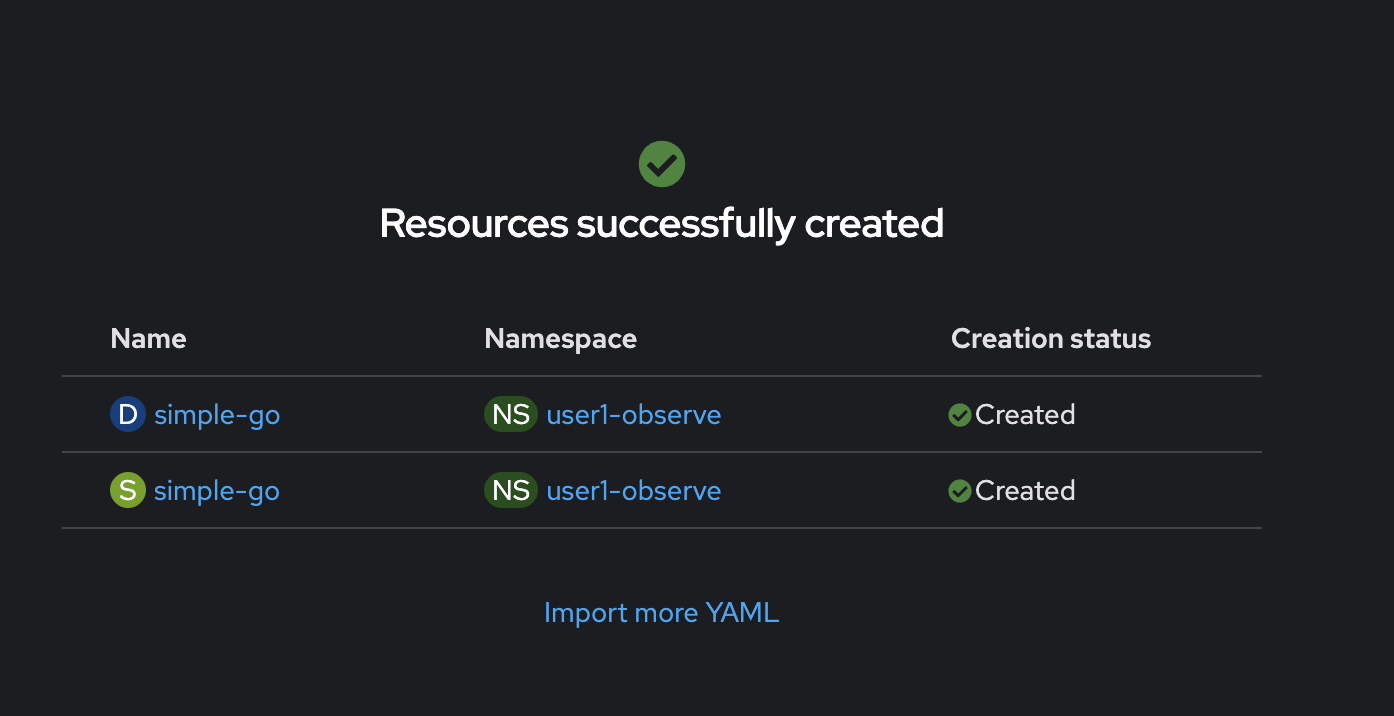 Resources successfully created
Name Namespace Creation status
D simple-go NS user1-observe Created
S simple-go NS user1-observe Created
Import more YAML